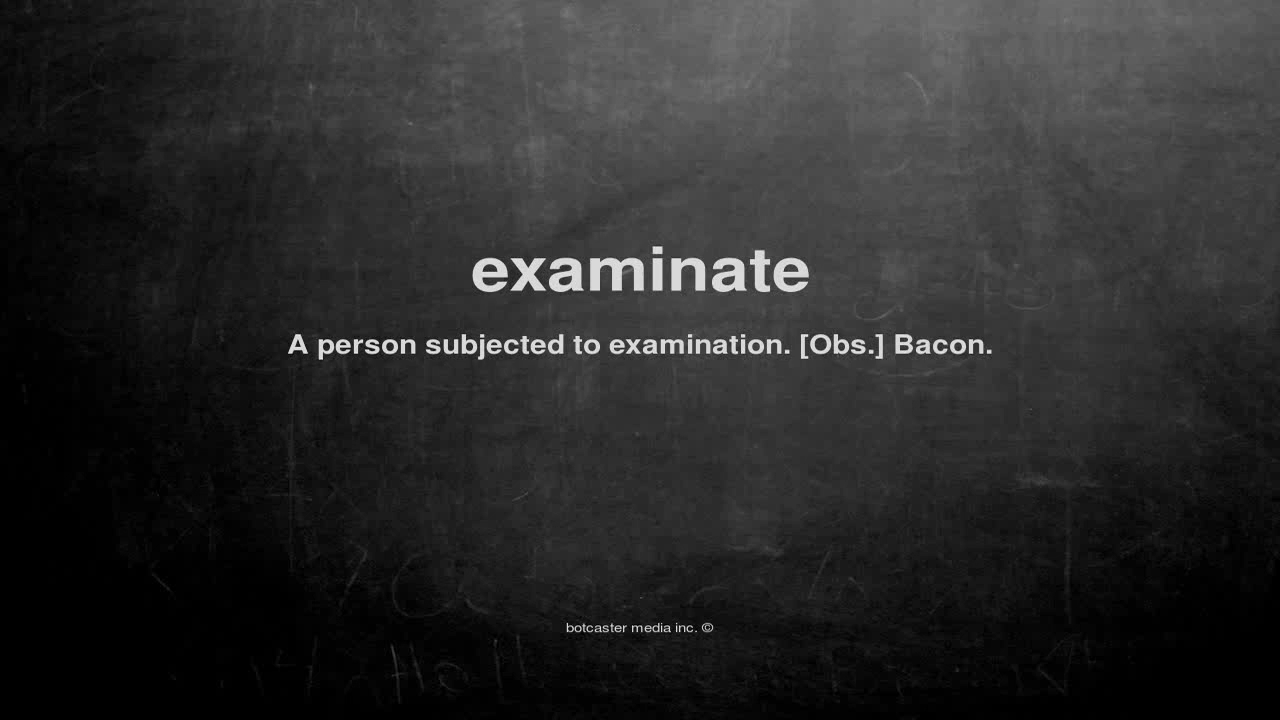 examinate
A person subjected to examination. [Obs.] Bacon.
botcaster media inc. ©